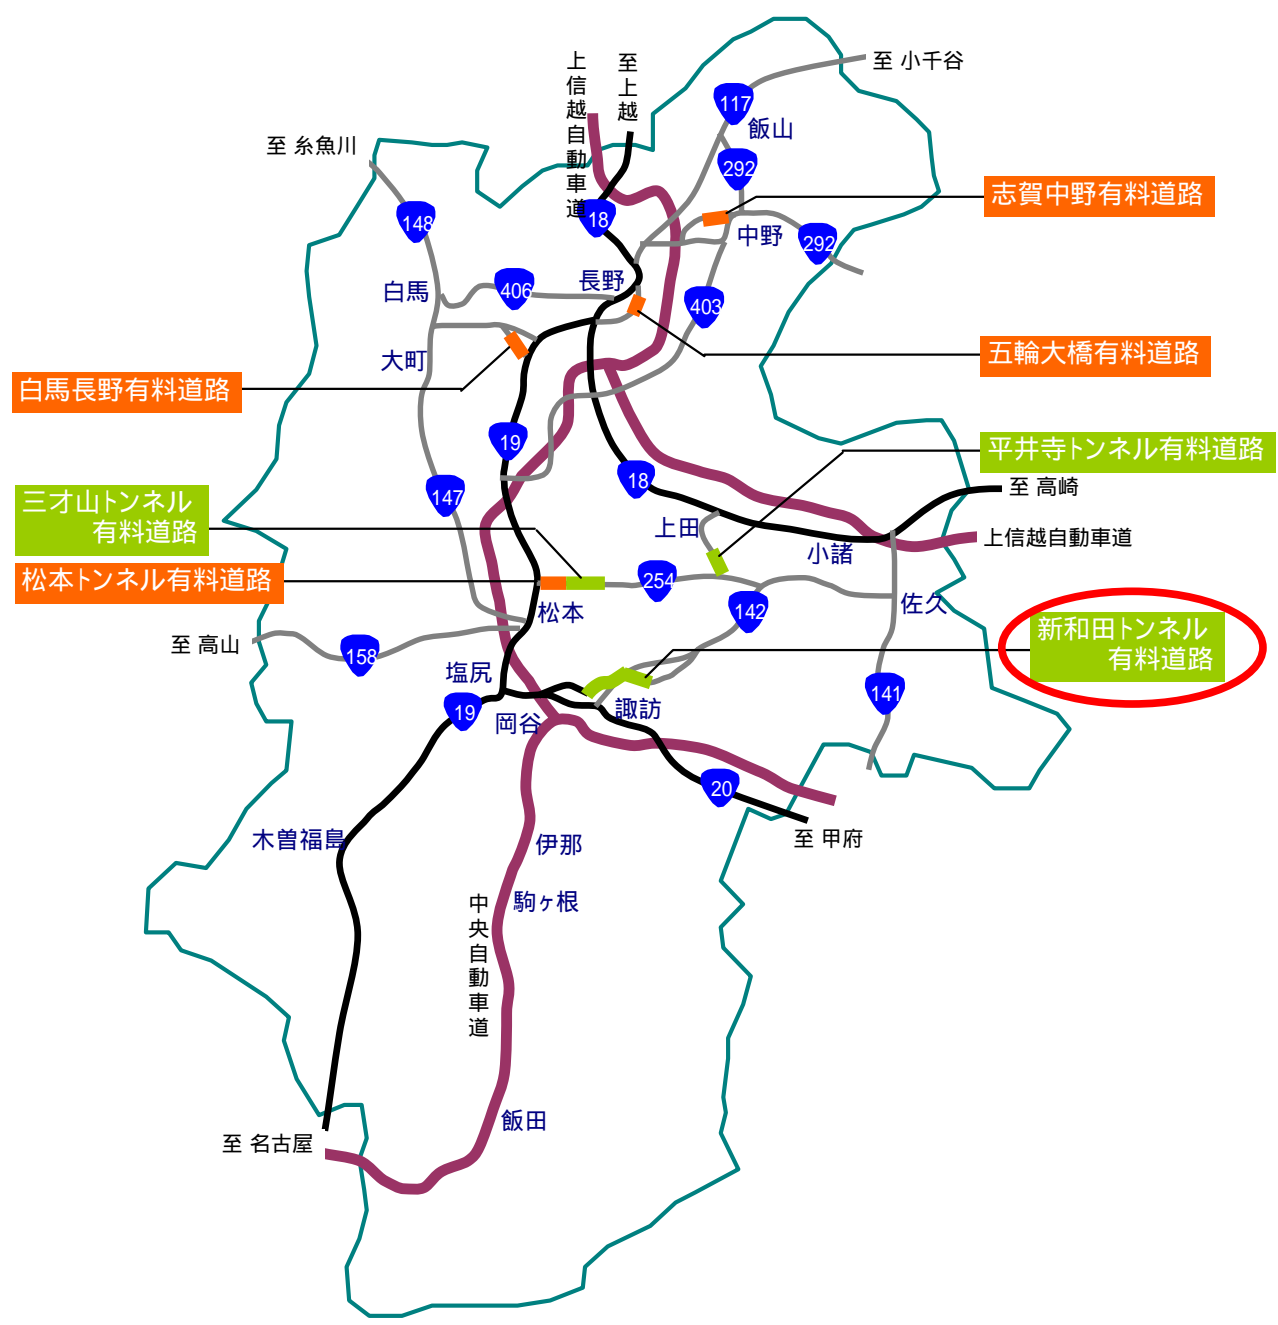 上信越自動車道
至上越
至 小千谷
117
飯山
至 糸魚川
292
志賀中野有料道路
148
18
中野
292
長野
白馬
406
403
五輪大橋有料道路
大町
白馬長野有料道路
19
平井寺トンネル有料道路
18
至 高崎
147
三才山トンネル
有料道路
上田
小諸
上信越自動車道
松本トンネル有料道路
254
松本
142
佐久
新和田トンネル
有料道路
至 高山
158
塩尻
141
19
岡谷
諏訪
20
木曽福島
伊那
至 甲府
駒ヶ根
中央自動車道
飯田
至 名古屋